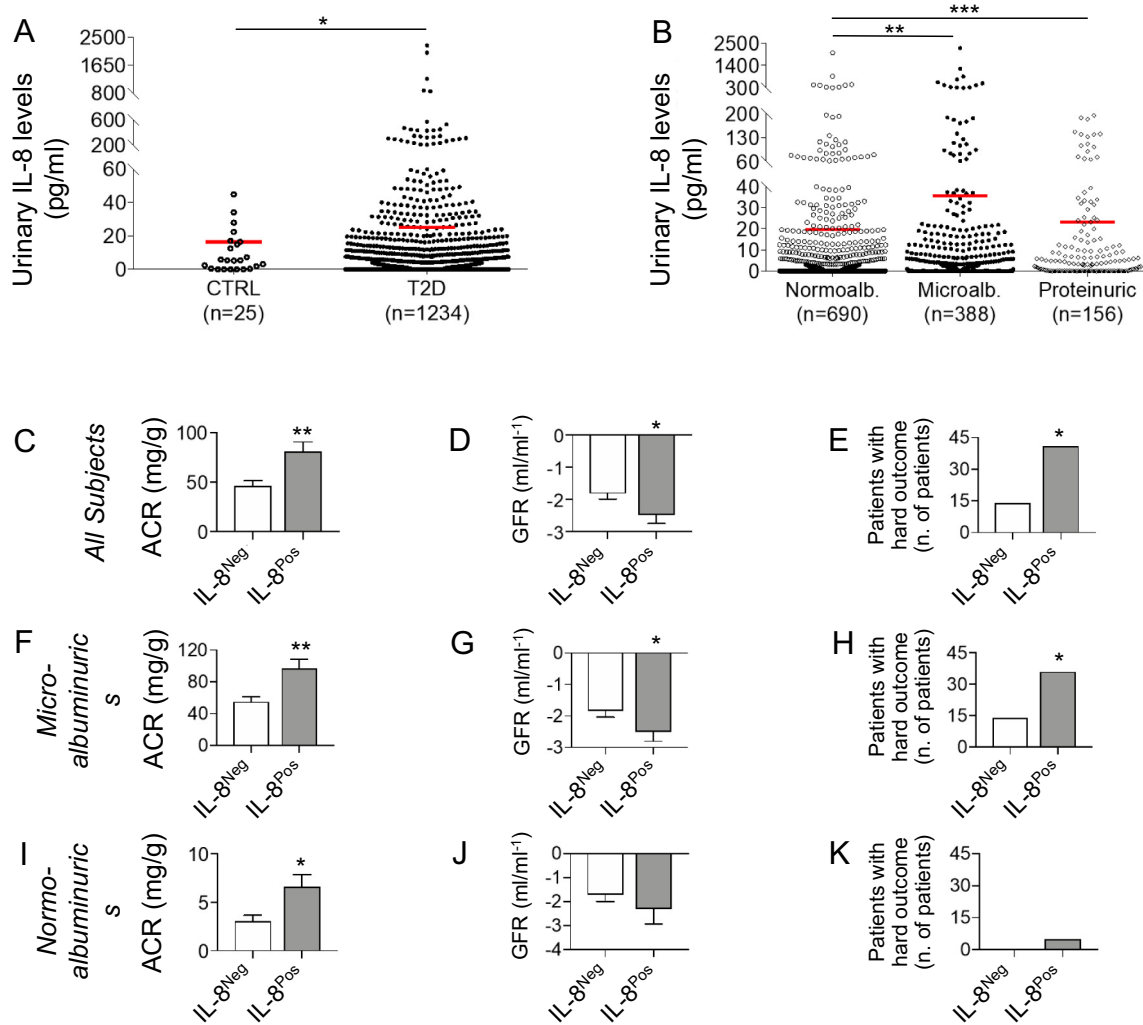 A
Urinary IL-8 levels
(pg/ml)
2500
1650
800
600
200
60
40
20
0
*
CTRL
(n=25)
T2D
(n=1234)
B
Urinary IL-8 levels
(pg/ml)
2500
1400
300
200
130
60
40
30
20
10
0
***
**
Normoalb.
(n=690)
Microalb.
(n=388)
Proteinuric
(n=156)
C
All Subjects
ACR (mg/g)
100
50
0
**
IL-8Neg
IL-8Pos
D
GFR (ml/ml-1)
0
-1
-2
-3
*
IL-8Neg
IL-8Pos
E
Patients with
hard outcome
(n. of patients)
45
30
15
0
*
IL-8Neg
IL-8Pos
F
Micro-
albuminuric
s
ACR (mg/g)
120
80
40
0
**
IL-8Neg
IL-8Pos
G
GFR (ml/ml-1)
0
-1
-2
-3
*
IL-8Neg
IL-8Pos
H
Patients with
hard outcome
(n. of patients)
45
30
15
0
*
IL-8Neg
IL-8Pos
I
Normo-
albuminuric
s
ACR (mg/g)
10
5
0
*
IL-8Neg
IL-8Pos
J
GFR (ml/ml-1)
0
-1
-2
-3
-4
IL-8Neg
IL-8Pos
K
Patients with
hard outcome
(n. of patients)
45
30
15
0
IL-8Neg
IL-8Pos